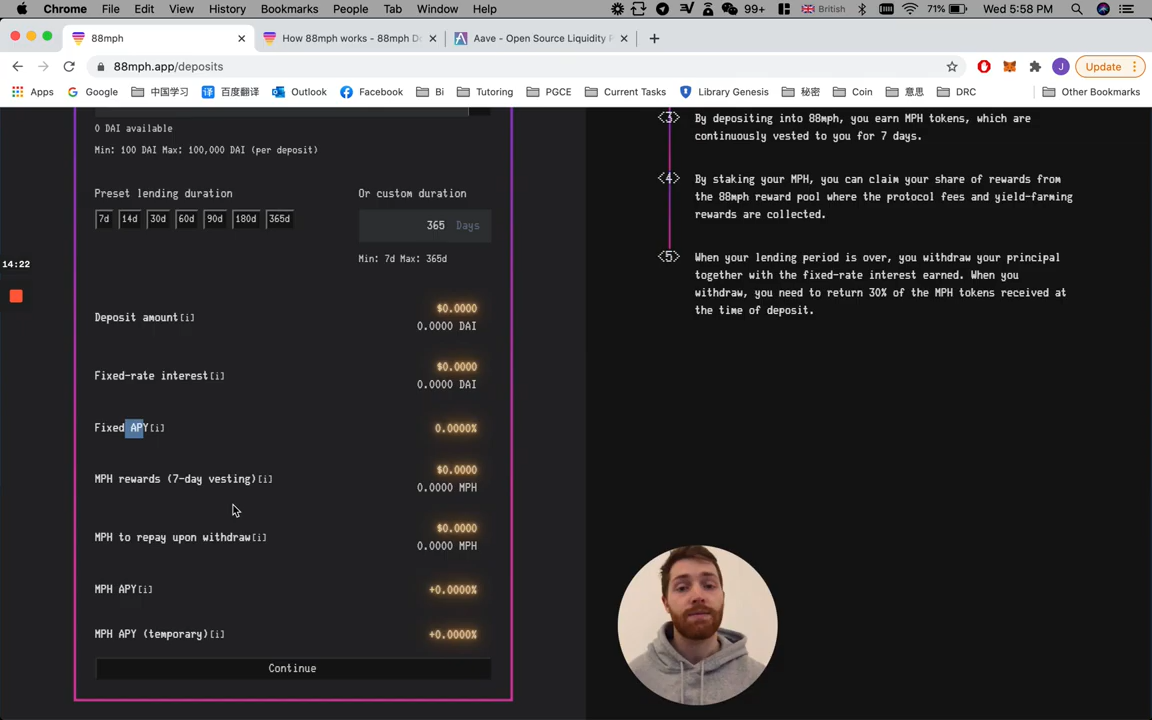 Chrome File Edit View History Bookmarks People Tab Window Help 99+ British 71% Wed 5:58 PM
88mph How 88mph works - 88mph D Aave - Open Source Liquidity P
88mph.app/deposits J Update
Apps Google 中国学习 百度翻译 Outlook Facebook Bi Tutoring PGCE Current Tasks Library Genesis 秘密 Coin 意思 DRC Other Bookmarks
0 DAI available
Min: 100 DAI Max: 100,000 DAI (per deposit)
Preset lending duration Or custom duration
7d 14d 30d 60d 90d 180d 365d
365 Days
Min: 7d Max: 365d
14:22
Deposit amount[i] $0.0000
0.0000 DAI
Fixed-rate interest[i] $0.0000
0.0000 DAI
Fixed APY[i] 0.0000%
MPH rewards (7-day vesting)[i] $0.0000
0.0000 MPH
MPH to repay upon withdraw[i] $0.0000
0.0000 MPH
MPH APY[i] +0.0000%
MPH APY (temporary)[i] +0.0000%
Continue
<3> By depositing into 88mph, you earn MPH tokens, which are
continuously vested to you for 7 days.
<4> By staking your MPH, you can claim your share of rewards from
the 88mph reward pool where the protocol fees and yield-farming
rewards are collected.
<5> When your lending period is over, you withdraw your principal
together with the fixed-rate interest earned. When you
withdraw, you need to return 30% of the MPH tokens received at
the time of deposit.